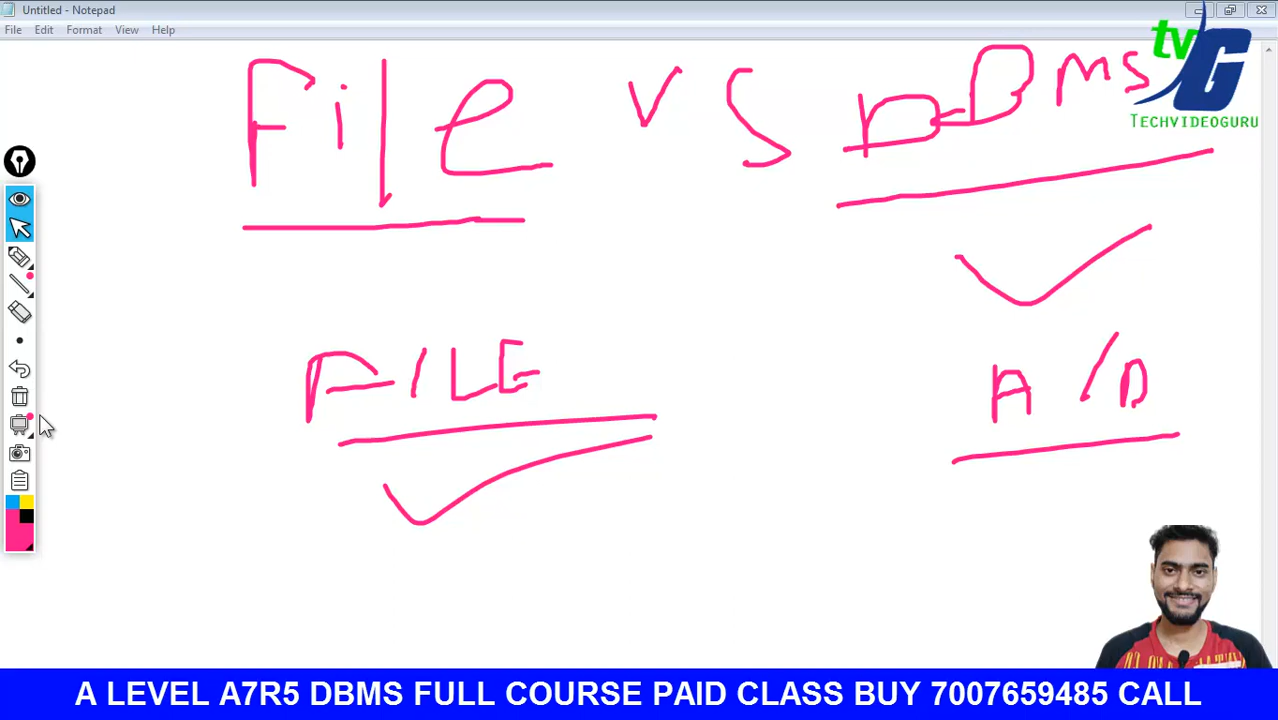 Untitled - Notepad
File Edit Format View Help
File VS DBMS
tv G
TECHVIDEOGURU
FILE A/D
A LEVEL A7R5 DBMS FULL COURSE PAID CLASS BUY 7007659485 CALL